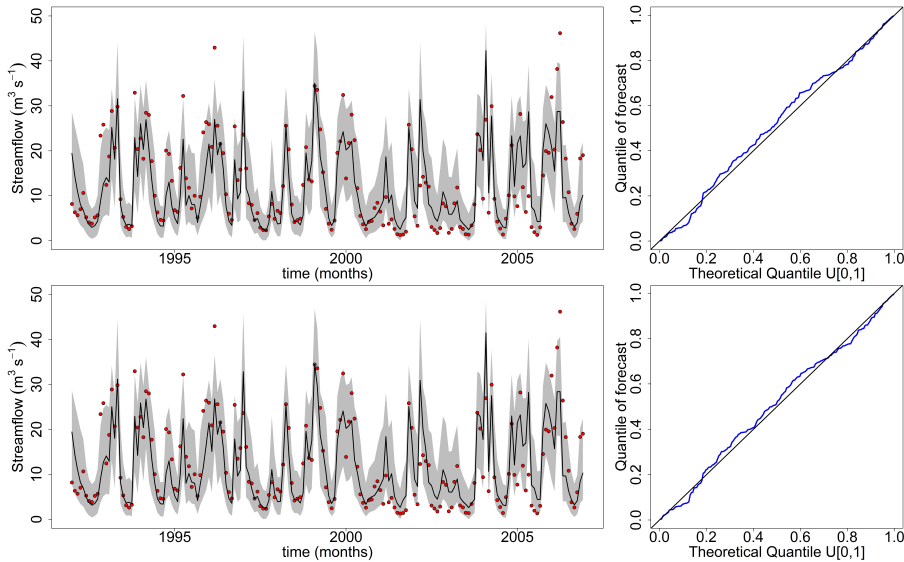 Streamflow (m³ s⁻¹)
0 10 20 30 40 50
1995 2000 2005
time (months)
Quantile of forecast
0.0 0.2 0.4 0.6 0.8 1.0
0.0 0.2 0.4 0.6 0.8 1.0
Theoretical Quantile U[0,1]
Streamflow (m³ s⁻¹)
0 10 20 30 40 50
1995 2000 2005
time (months)
Quantile of forecast
0.0 0.2 0.4 0.6 0.8 1.0
0.0 0.2 0.4 0.6 0.8 1.0
Theoretical Quantile U[0,1]